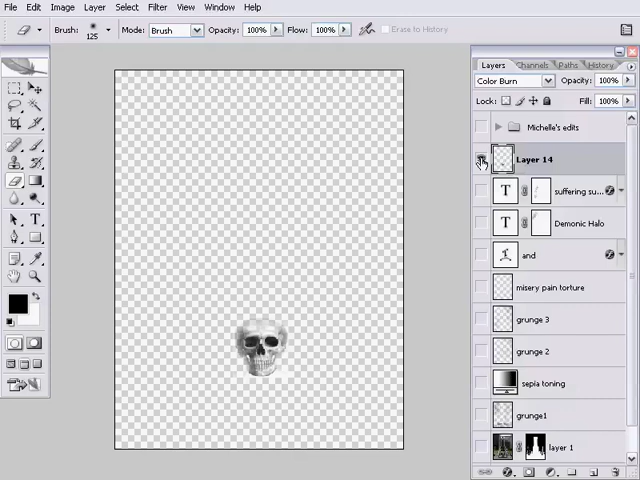 File Edit Image Layer Select Filter View Window Help
Brush: 125 Mode: Brush Opacity: 100% Flow: 100% Erase to History
Layers Channels Paths History
Color Burn Opacity: 100%
Lock: Fill: 100%
Michelle's edits
Layer 14
T suffering su...
T Demonic Halo
and
misery pain torture
grunge 3
grunge 2
sepia toning
grunge1
layer 1